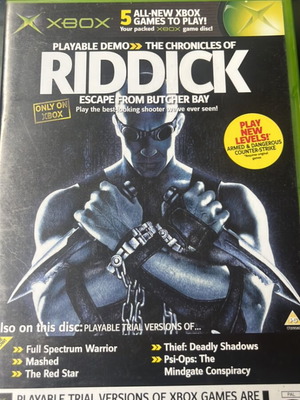 XBOX
5 ALL-NEW XBOX
GAMES TO PLAY!
Your packed XBOX game disc!
PLAYABLE DEMO>> THE CHRONICLES OF
RIDDICK
ESCAPE FROM BUTCHER BAY
Play the best-looking shooter we ever seen!
ONLY ON
XBOX
PLAY
NEW
LEVELS!*
ARMED & DANGEROUS
COUNTER-STRIKE
lso on this disc: PLAYABLE TRIAL VERSIONS OF...
>> Full Spectrum Warrior
>> Mashed
>> The Red Star
>> Thief: Deadly Shadows
>> Psi-Ops: The
Mindgate Conspiracy
PLAYABLE TRIAL VERSIONS OF XBOX GAMES ARE
PAL